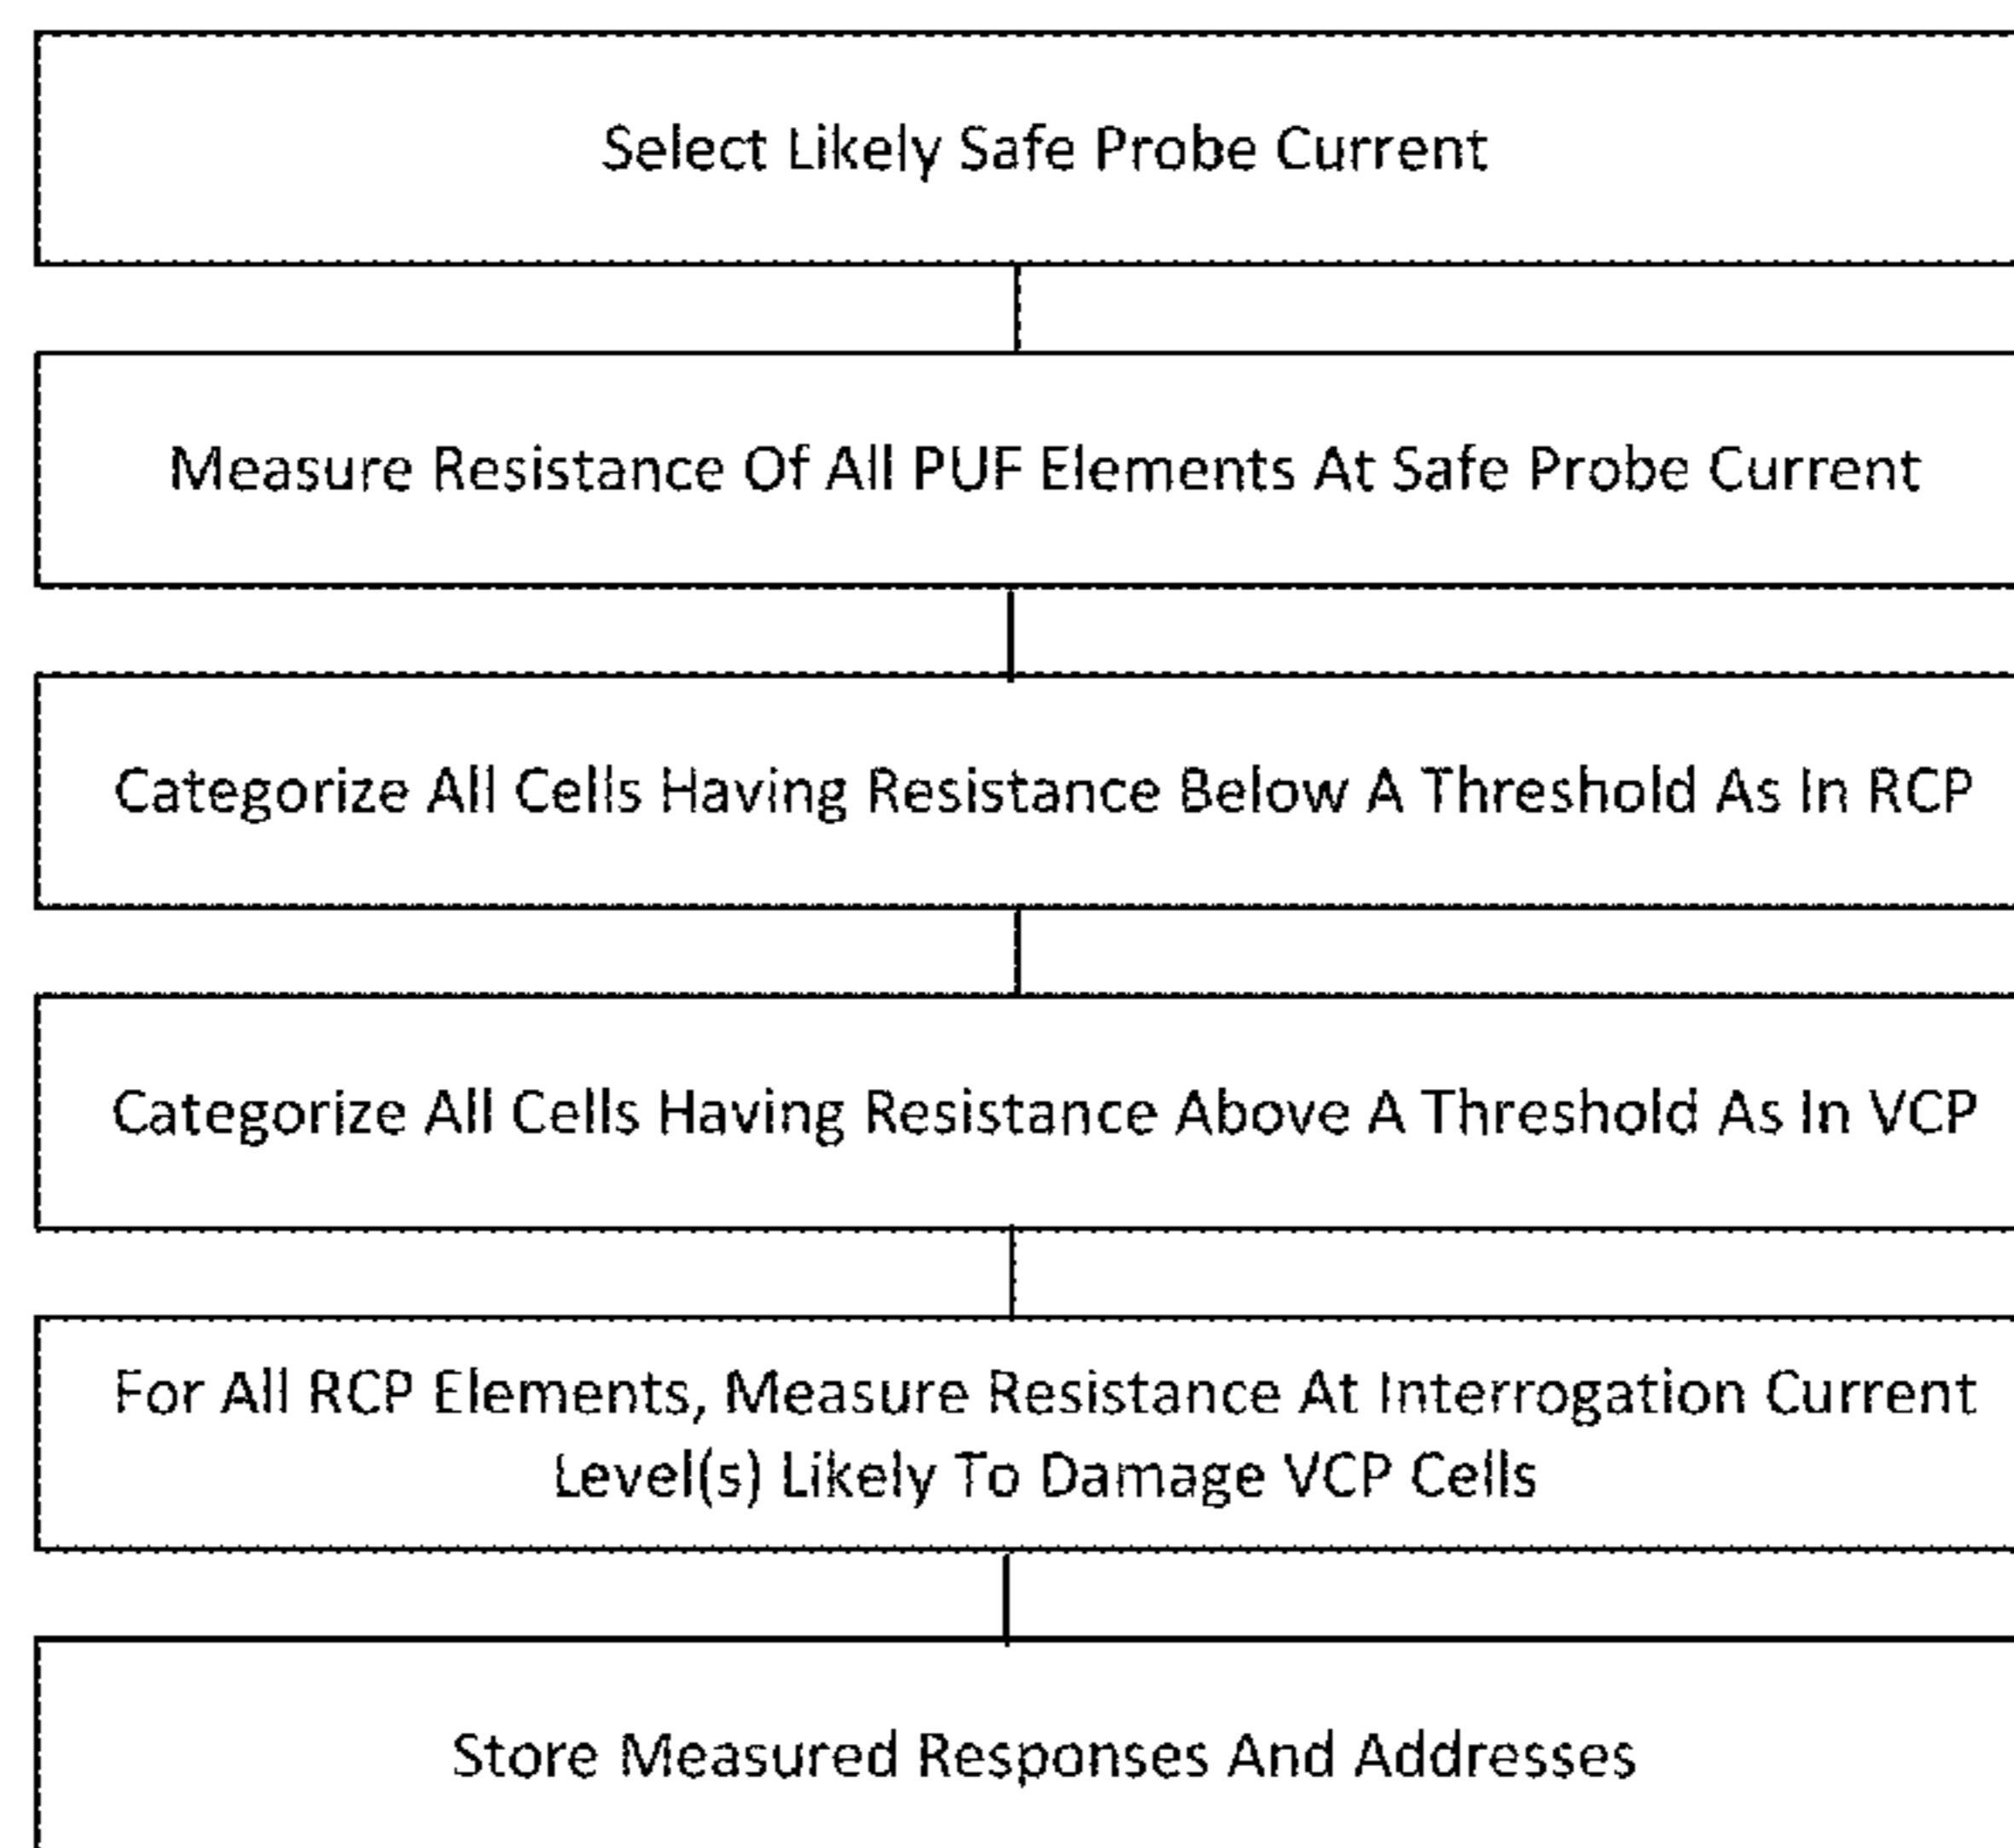 Select Likely Safe Probe Current
Measure Resistance Of All PUF Elements At Safe Probe Current
Categorize All Cells Having Resistance Below A Threshold As In RCP
Categorize All Cells Having Resistance Above A Threshold As In VCP
For All RCP Elements, Measure Resistance At Interrogation Current
Level(s) Likely To Damage VCP Cells
Store Measured Responses And Addresses